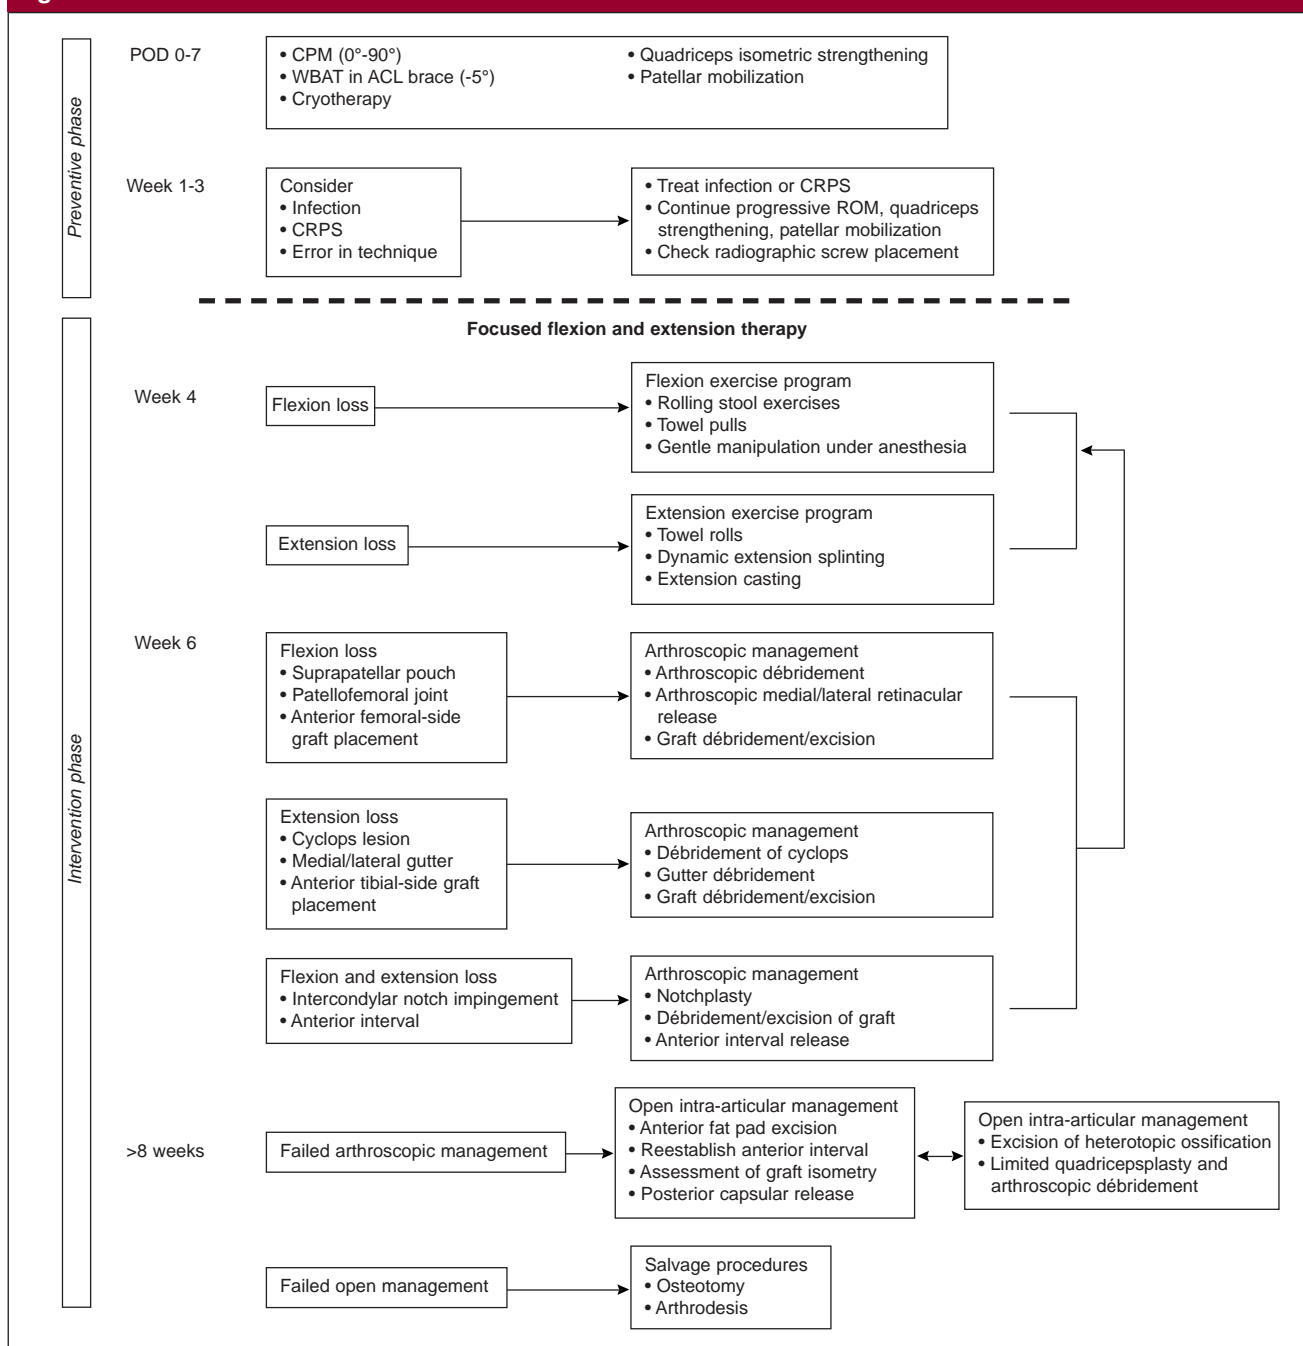 Preventive phase
POD 0-7
• CPM (0°-90°)
• WBAT in ACL brace (-5°)
• Cryotherapy
• Quadriceps isometric strengthening
• Patellar mobilization
Week 1-3
Consider
• Infection
• CRPS
• Error in technique
• Treat infection or CRPS
• Continue progressive ROM, quadriceps
strengthening, patellar mobilization
• Check radiographic screw placement
Focused flexion and extension therapy
Intervention phase
Week 4
Flexion loss
Flexion exercise program
• Rolling stool exercises
• Towel pulls
• Gentle manipulation under anesthesia
Extension loss
Extension exercise program
• Towel rolls
• Dynamic extension splinting
• Extension casting
Week 6
Flexion loss
• Suprapatellar pouch
• Patellofemoral joint
• Anterior femoral-side
graft placement
Arthroscopic management
• Arthroscopic débridement
• Arthroscopic medial/lateral retinacular
release
• Graft débridement/excision
Extension loss
• Cyclops lesion
• Medial/lateral gutter
• Anterior tibial-side graft
placement
Arthroscopic management
• Débridement of cyclops
• Gutter débridement
• Graft débridement/excision
Flexion and extension loss
• Intercondylar notch impingement
• Anterior interval
Arthroscopic management
• Notchplasty
• Débridement/excision of graft
• Anterior interval release
>8 weeks
Failed arthroscopic management
Open intra-articular management
• Anterior fat pad excision
• Reestablish anterior interval
• Assessment of graft isometry
• Posterior capsular release
Open intra-articular management
• Excision of heterotopic ossification
• Limited quadricepsplasty and
arthroscopic débridement
Failed open management
Salvage procedures
• Osteotomy
• Arthrodesis